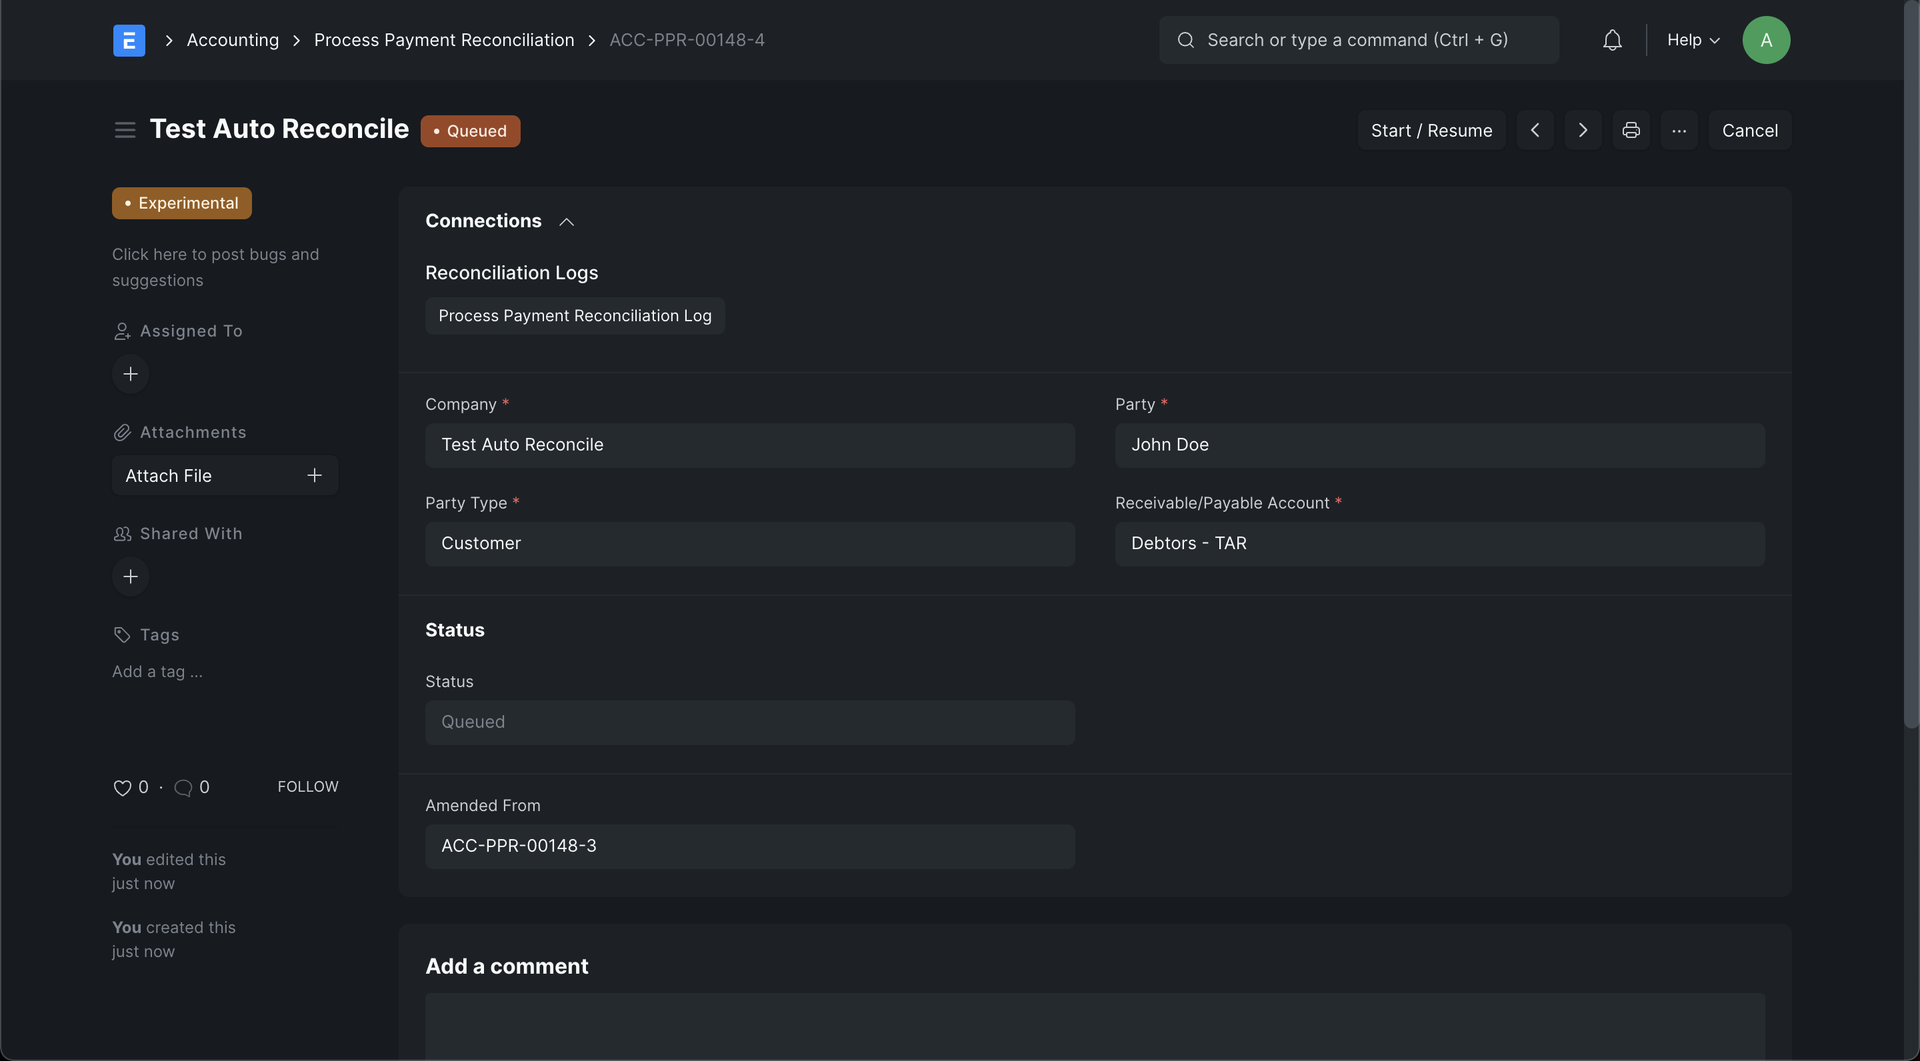 E
Accounting
Process Payment Reconciliation
ACC-PPR-00148-4
Search or type a command (Ctrl + G)
Help
A
Test Auto Reconcile
Queued
Start / Resume
Cancel
Experimental
Click here to post bugs and
suggestions
Assigned To
Attachments
Attach File
Shared With
Tags
Add a tag ...
0 · 0
FOLLOW
You edited this
just now
You created this
just now
Connections
Reconciliation Logs
Process Payment Reconciliation Log
Company *
Test Auto Reconcile
Party *
John Doe
Party Type *
Customer
Receivable/Payable Account *
Debtors - TAR
Status
Status
Queued
Amended From
ACC-PPR-00148-3
Add a comment